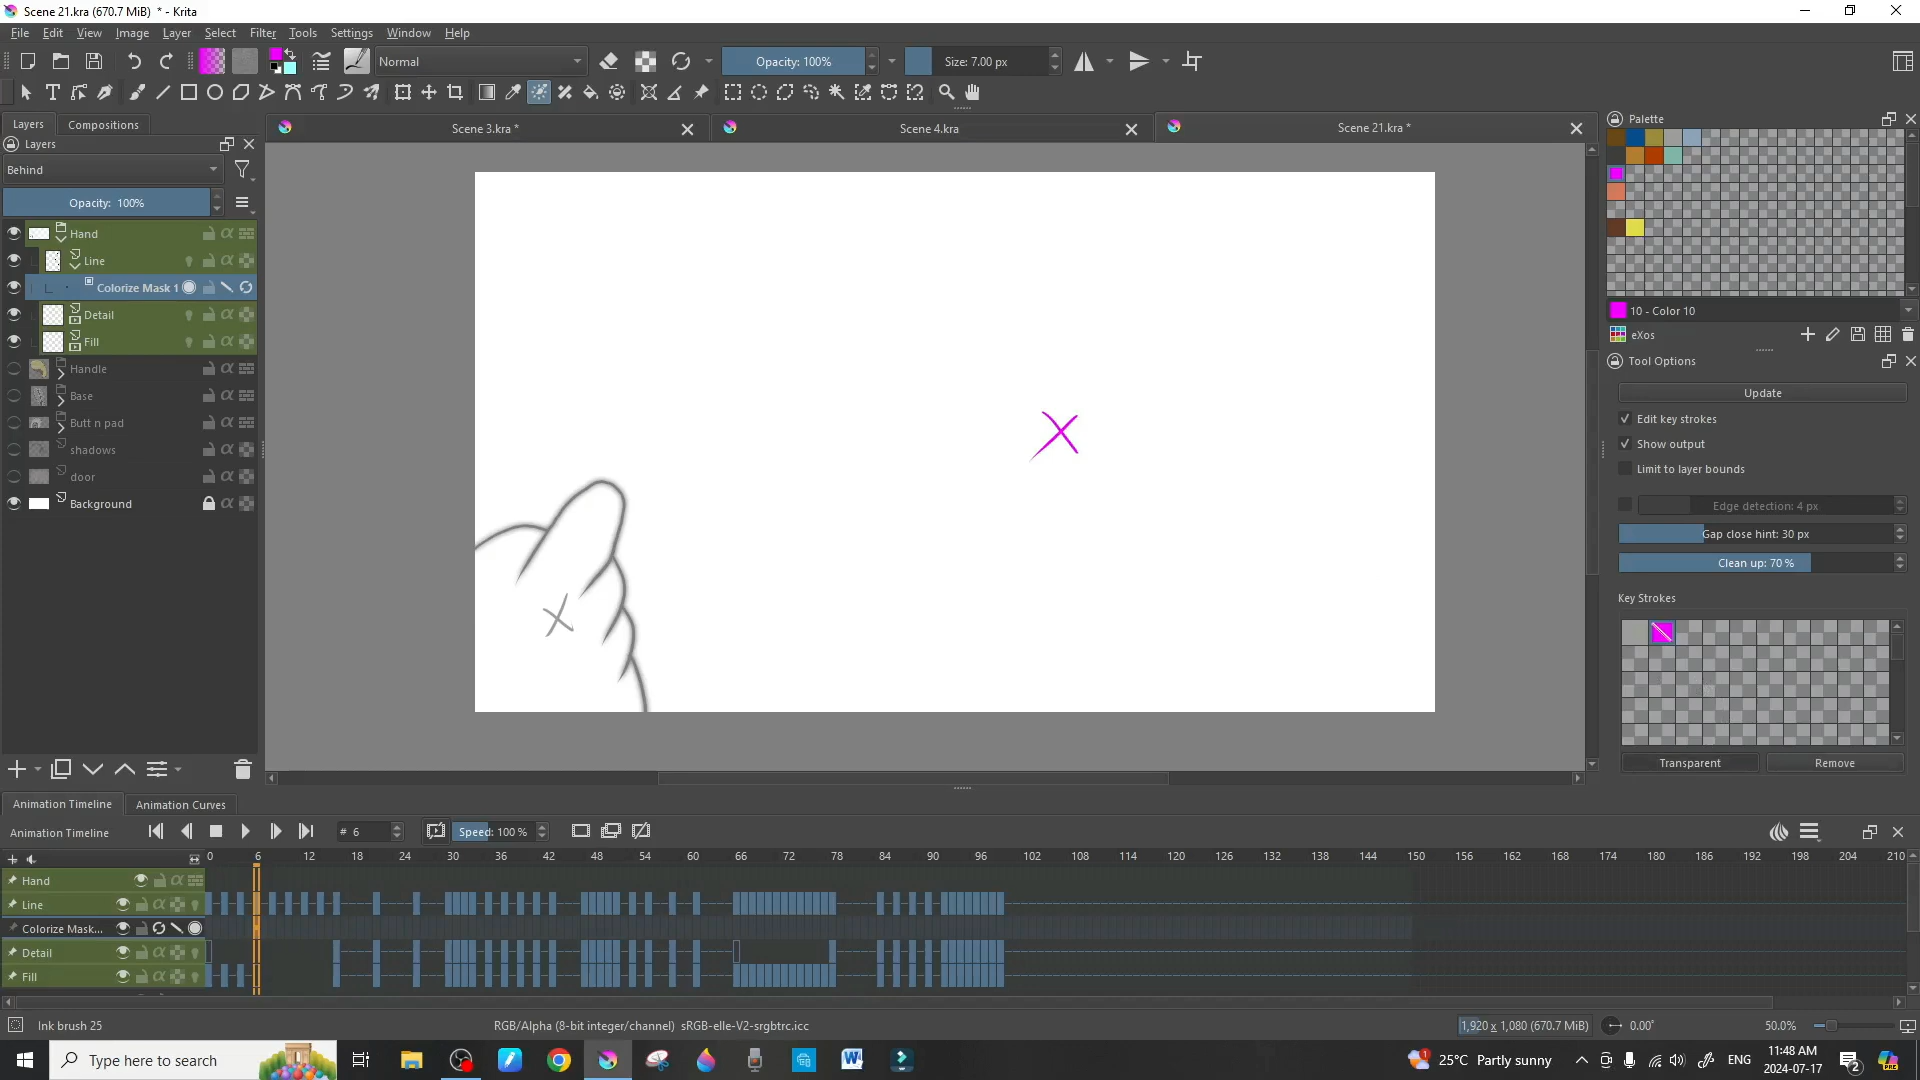 Scene 21.kra (670.7 MiB) * - Krita
File Edit View Image Layer Select Filter Tools Settings Window Help
Normal
Opacity: 100%
Size: 7.00 px
Layers
Compositions
Scene 3.kra *
Scene 4.kra
Scene 21.kra *
Layers
Behind
Opacity: 100%
Hand
Line
Colorize Mask 1
Detail
Fill
Handle
Base
Butt n pad
shadows
door
Background
Palette
10 - Color 10
eXos
Tool Options
Update
Edit key strokes
Show output
Limit to layer bounds
Edge detection: 4 px
Gap close hint: 30 px
Clean up: 70 %
Key Strokes
Transparent
Remove
Animation Timeline
Animation Curves
Animation Timeline
# 6
Speed: 100 %
0 6 12 18 24 30 36 42 48 54 60 66 72 78 84 90 96 102 108 114 120 126 132 138 144 150 156 162 168 174 180 186 192 198 204 210
Hand
Line
Colorize Mask...
Detail
Fill
Ink brush 25
RGB/Alpha (8-bit integer/channel) sRGB-elle-V2-srgbtrc.icc
1,920 x 1,080 (670.7 MiB)
0.00°
50.0%
Type here to search
25°C Partly sunny
ENG
11:48 AM
2024-07-17
2